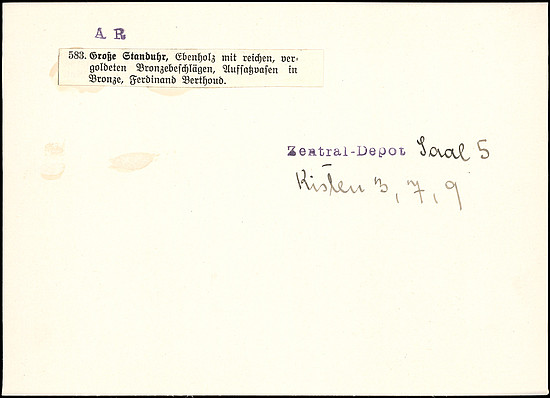 A R
583. Große Standuhr, Ebenholz mit reichen, ver-
goldeten Bronzebeschlägen, Aufsatzvasen in
Bronze, Ferdinand Berthoud.
Zentral-Depot Saal 5
Kisten 3, 7, 9